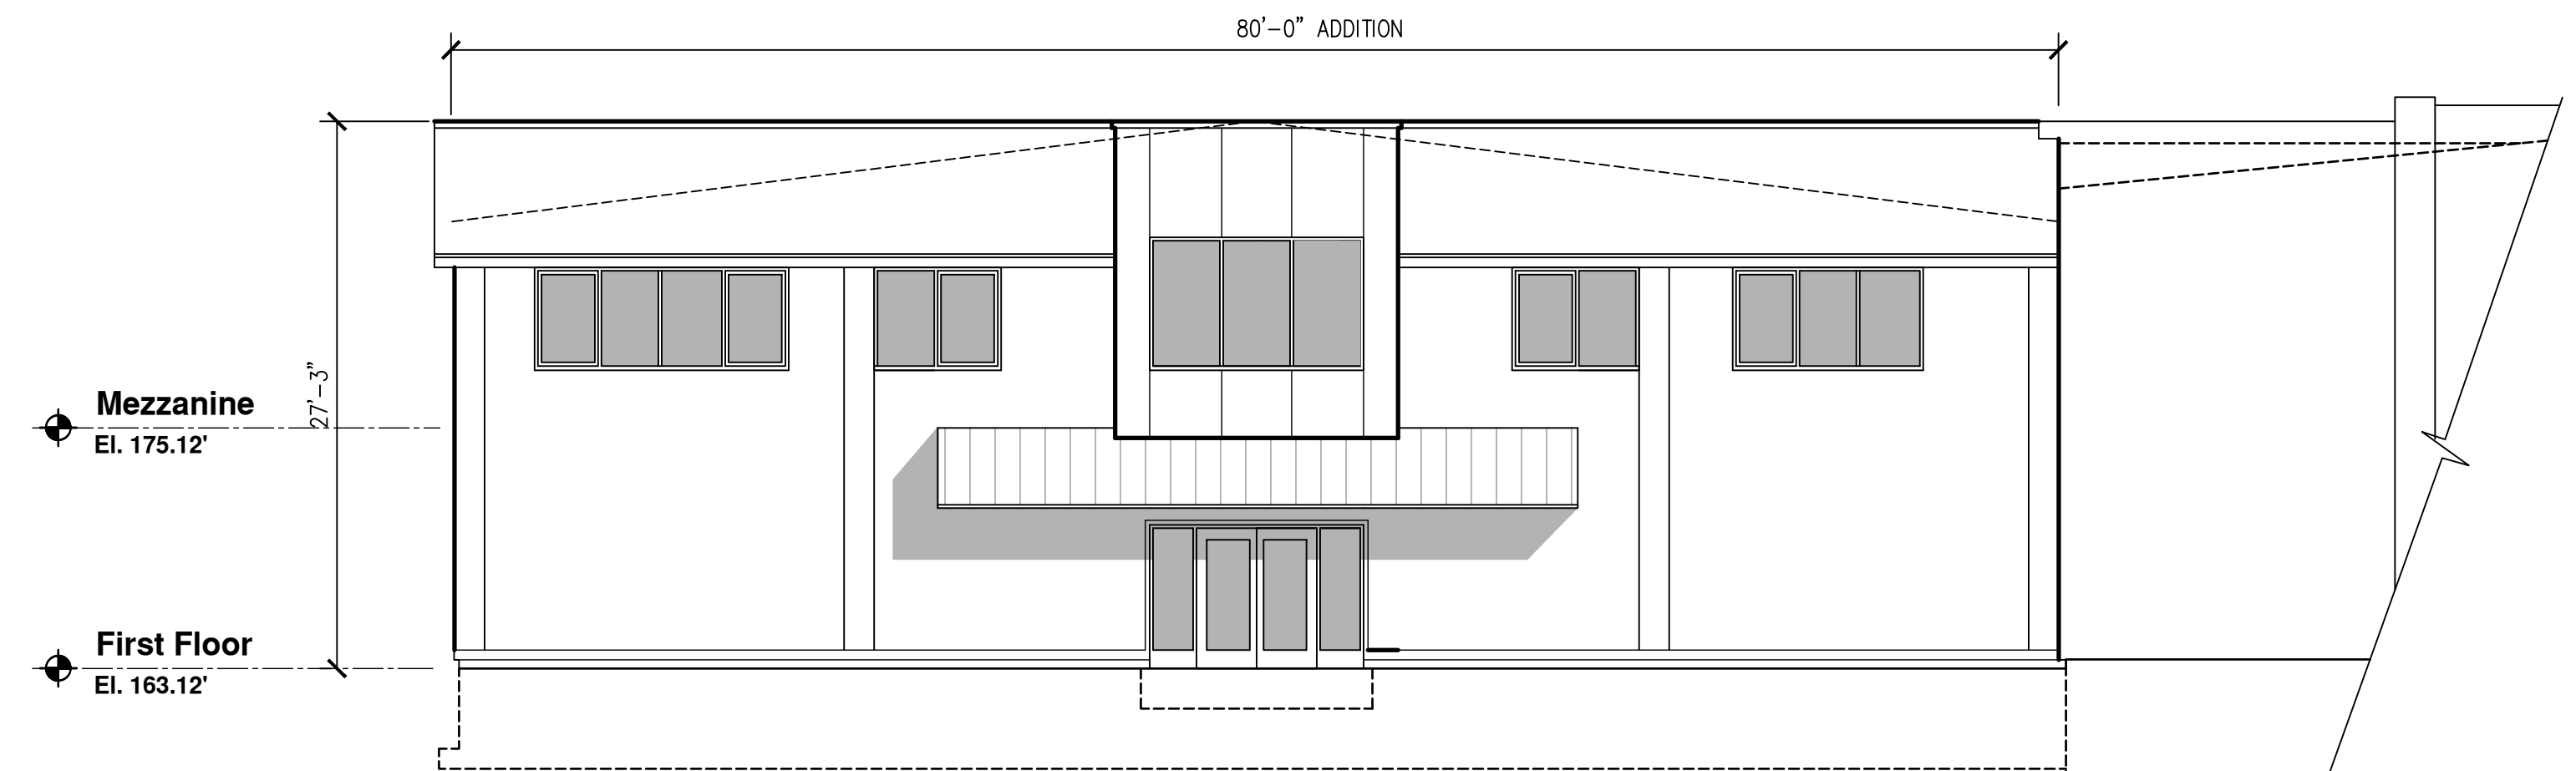 80'-0" ADDITION
27'-3"
Mezzanine
El. 175.12'
First Floor
El. 163.12'